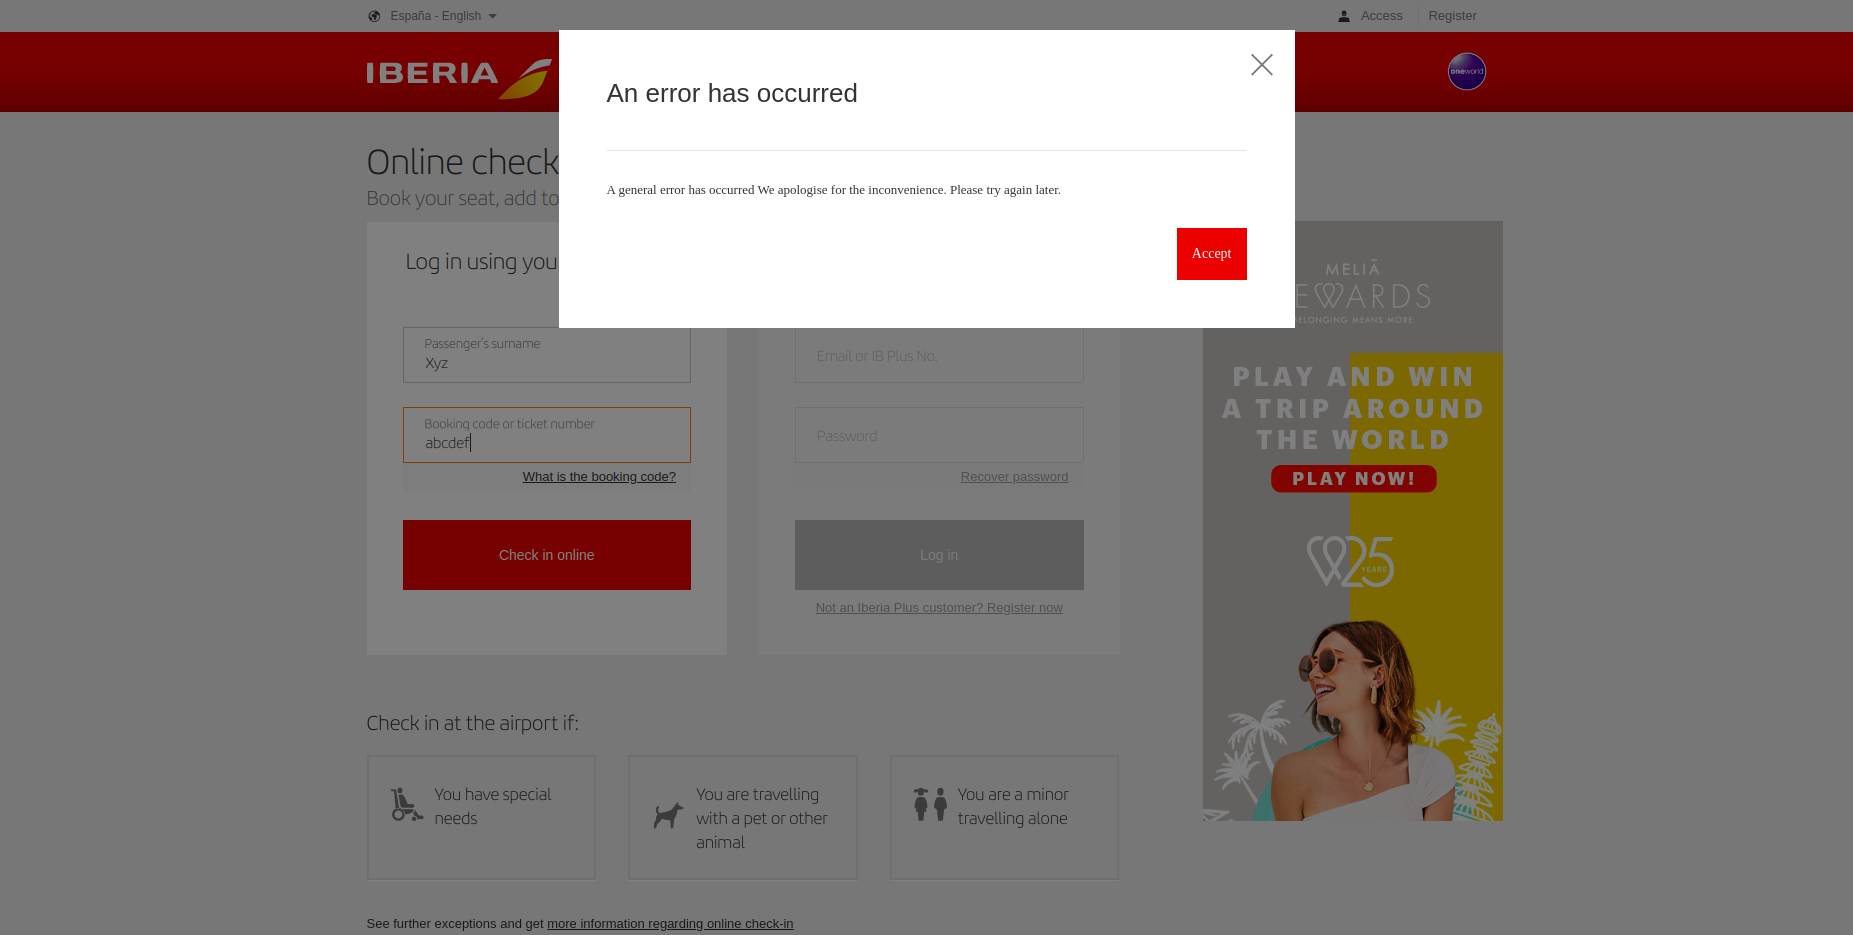 España - English
Access
Register
IBERIA
oneworld
An error has occurred
A general error has occurred We apologise for the inconvenience. Please try again later.
Accept
Online check
Book your seat, add to
Log in using you
Passenger's surname
Xyz
Booking code or ticket number
abcdef
What is the booking code?
Check in online
Email or IB Plus No.
Password
Recover password
Log in
Not an Iberia Plus customer? Register now
MELIÃ
EWARDS
ELONGING MEANS MORE
PLAY AND WIN
A TRIP AROUND
THE WORLD
PLAY NOW!
25
YEARS
Check in at the airport if:
You have special
needs
You are travelling
with a pet or other
animal
You are a minor
travelling alone
See further exceptions and get more information regarding online check-in